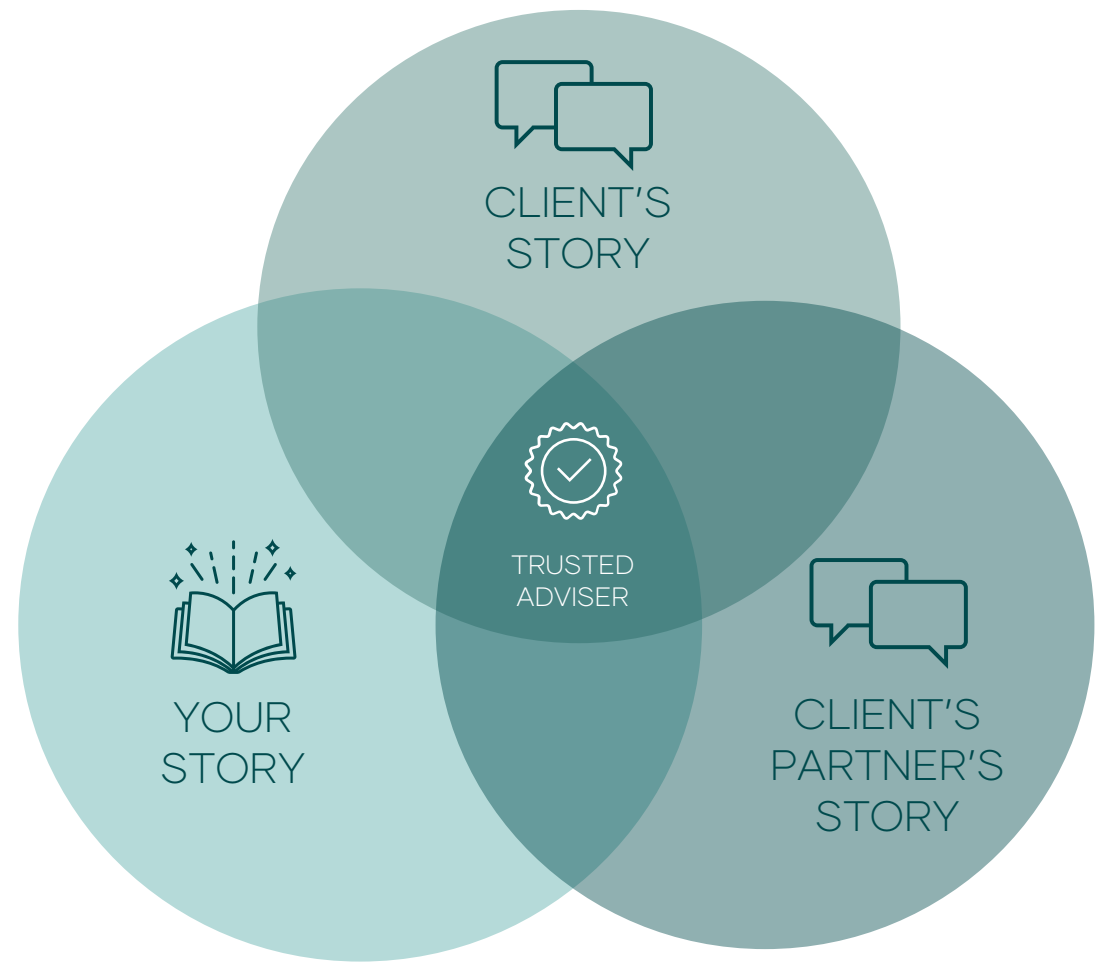 CLIENT’S
STORY
TRUSTED
ADVISER
YOUR
STORY
CLIENT’S
PARTNER’S
STORY